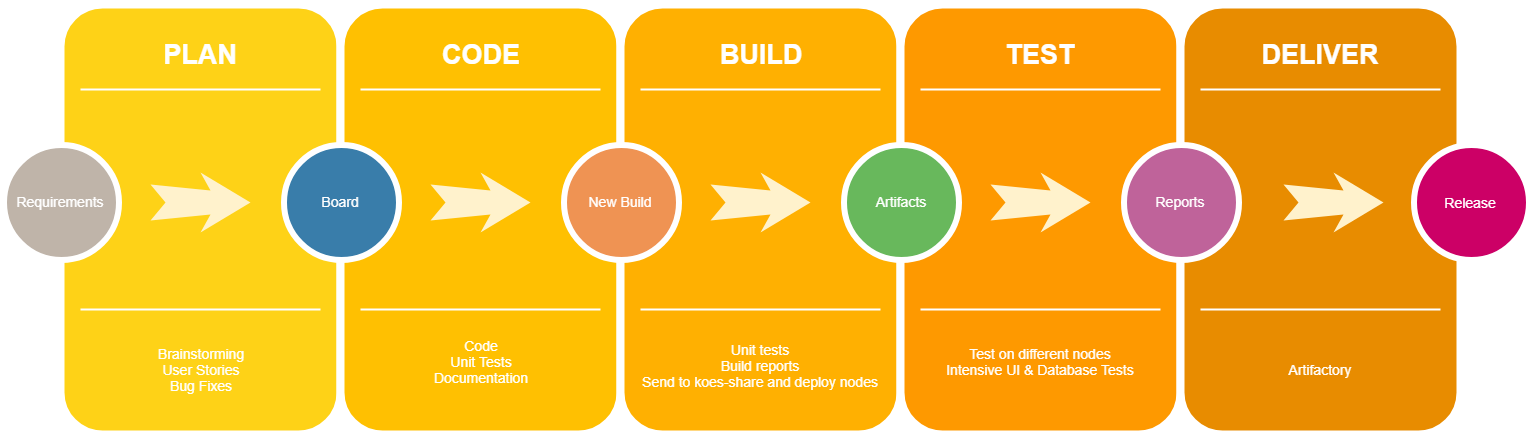 PLAN
CODE
BUILD
TEST
DELIVER
Requirements
Board
New Build
Artifacts
Reports
Release
Brainstorming
User Stories
Bug Fixes
Code
Unit Tests
Documentation
Unit tests
Build reports
Send to koes-share and deploy nodes
Test on different nodes
Intensive UI & Database Tests
Artifactory